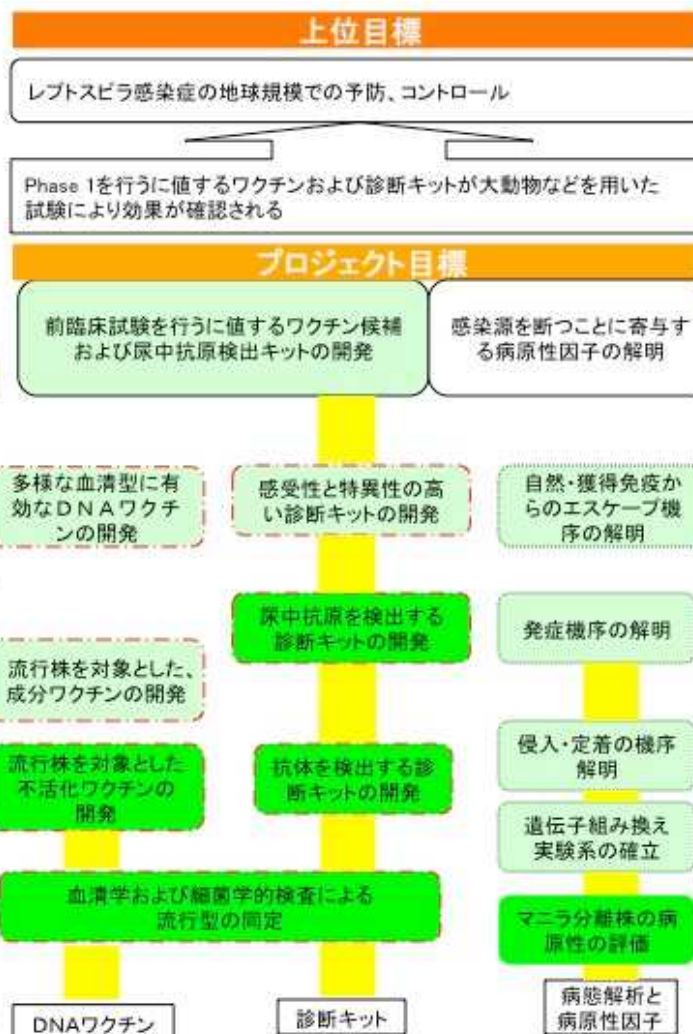 上位目標
レプトスピラ感染症の地球規模での予防、コントロール
Phase 1を行うに値するワクチンおよび診断キットが大動物などを用いた
試験により効果が確認される
プロジェクト目標
前臨床試験を行うに値するワクチン候補
および尿中抗原検出キットの開発
感染源を断つことに寄与す
る病原性因子の解明
多様な血清型に有
効なDNAワクチ
ンの開発
感受性と特異性の高
い診断キットの開発
自然・獲得免疫か
らのエスケープ機
序の解明
尿中抗原を検出する
診断キットの開発
発症機序の解明
流行株を対象とした、
成分ワクチンの開発
侵入・定着の機序
解明
流行株を対象とした
不活化ワクチンの
開発
抗体を検出する診
断キットの開発
遺伝子組み換え
実験系の確立
血清学および細菌学的検査による
流行型の同定
マニラ分離株の病
原性の評価
DNAワクチン
診断キット
病態解析と
病原性因子